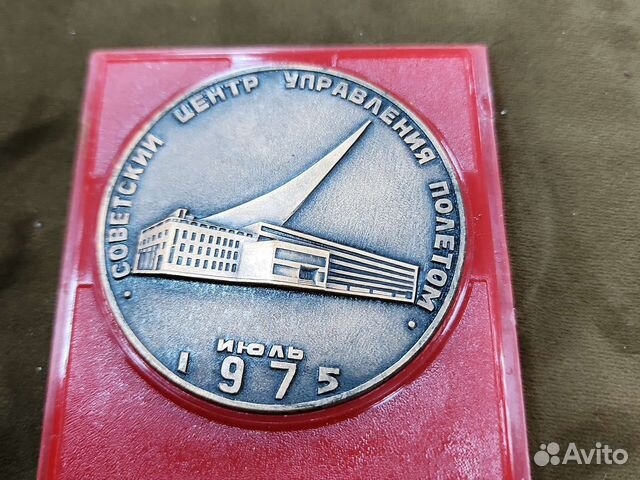 · СОВЕТСКИЙ ЦЕНТР УПРАВЛЕНИЯ ПОЛЕТОМ ·
ИЮЛЬ
1975
Avito